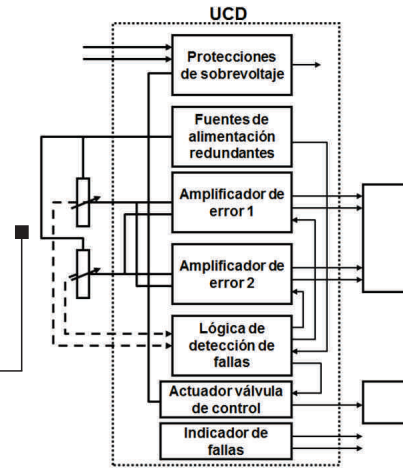 UCD
Protecciones
de sobrevoltaje
Fuentes de
alimentación
redundantes
Amplificador de
error 1
Amplificador de
error 2
Lógica de
detección de
fallas
Actuador válvula
de control
Indicador de
fallas